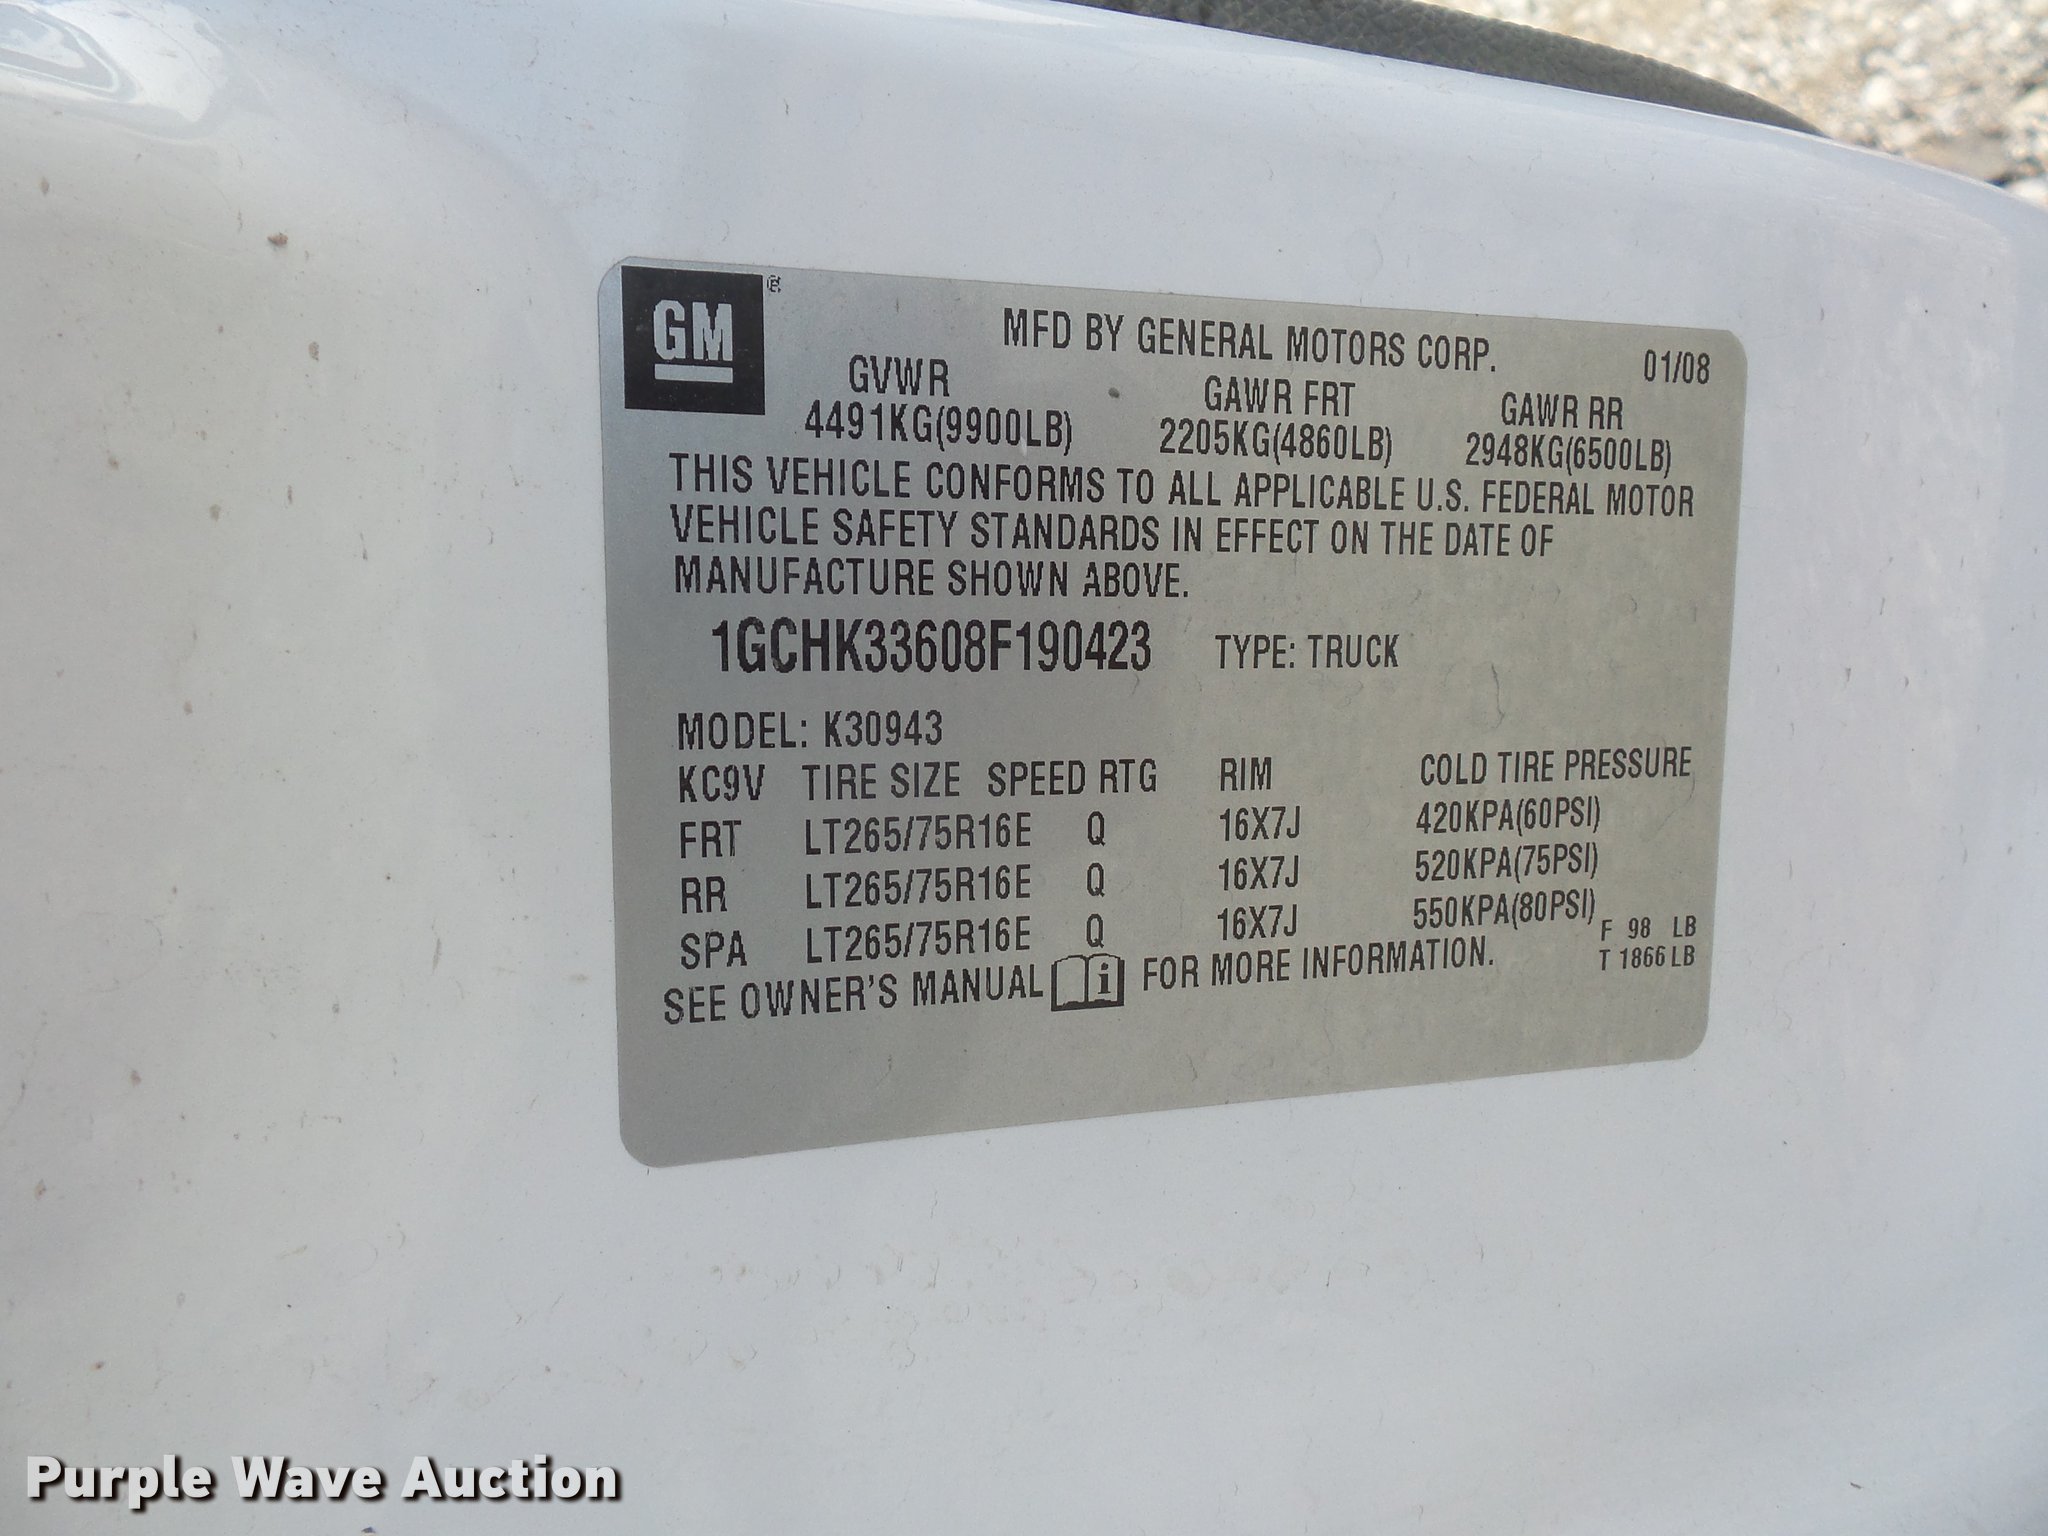 GM ®
MFD BY GENERAL MOTORS CORP. 01/08
GVWR GAWR FRT GAWR RR
4491KG(9900LB) 2205KG(4860LB) 2948KG(6500LB)
THIS VEHICLE CONFORMS TO ALL APPLICABLE U.S. FEDERAL MOTOR
VEHICLE SAFETY STANDARDS IN EFFECT ON THE DATE OF
MANUFACTURE SHOWN ABOVE.
1GCHK33608F190423 TYPE: TRUCK
MODEL: K30943
KC9V TIRE SIZE SPEED RTG RIM COLD TIRE PRESSURE
FRT LT265/75R16E Q 16X7J 420KPA(60PSI)
RR LT265/75R16E Q 16X7J 520KPA(75PSI)
SPA LT265/75R16E Q 16X7J 550KPA(80PSI)
F 98 LB
T 1866LB
SEE OWNER'S MANUAL i FOR MORE INFORMATION.
Purple Wave Auction